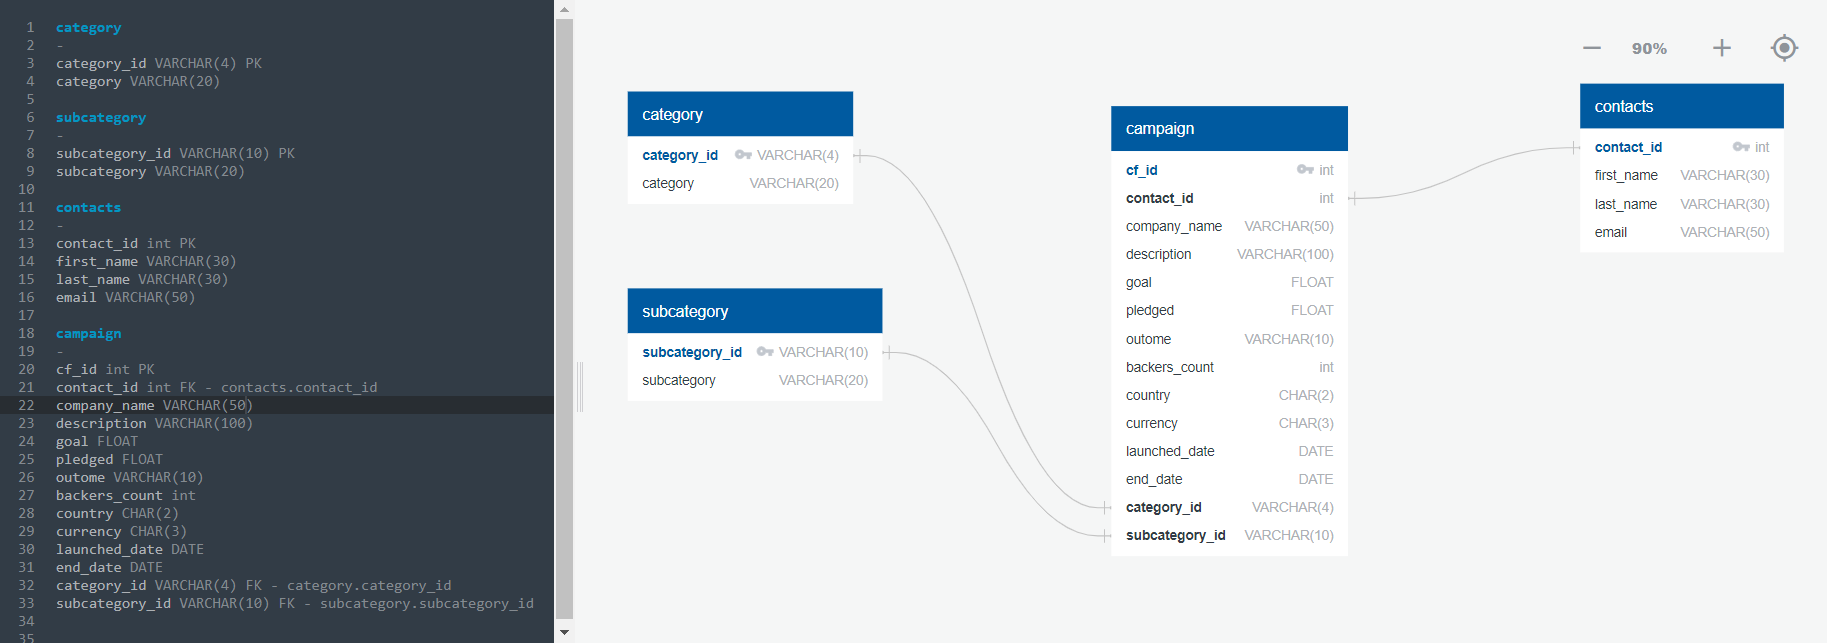 1 category
2 -
3 category_id VARCHAR(4) PK
4 category VARCHAR(20)
5
6 subcategory
7 -
8 subcategory_id VARCHAR(10) PK
9 subcategory VARCHAR(20)
10
11 contacts
12 -
13 contact_id int PK
14 first_name VARCHAR(30)
15 last_name VARCHAR(30)
16 email VARCHAR(50)
17
18 campaign
19 -
20 cf_id int PK
21 contact_id int FK - contacts.contact_id
22 company_name VARCHAR(50)
23 description VARCHAR(100)
24 goal FLOAT
25 pledged FLOAT
26 outome VARCHAR(10)
27 backers_count int
28 country CHAR(2)
29 currency CHAR(3)
30 launched_date DATE
31 end_date DATE
32 category_id VARCHAR(4) FK - category.category_id
33 subcategory_id VARCHAR(10) FK - subcategory.subcategory_id
34
35
90%
category
category_id VARCHAR(4)
category VARCHAR(20)
subcategory
subcategory_id VARCHAR(10)
subcategory VARCHAR(20)
campaign
cf_id int
contact_id int
company_name VARCHAR(50)
description VARCHAR(100)
goal FLOAT
pledged FLOAT
outome VARCHAR(10)
backers_count int
country CHAR(2)
currency CHAR(3)
launched_date DATE
end_date DATE
category_id VARCHAR(4)
subcategory_id VARCHAR(10)
contacts
contact_id int
first_name VARCHAR(30)
last_name VARCHAR(30)
email VARCHAR(50)